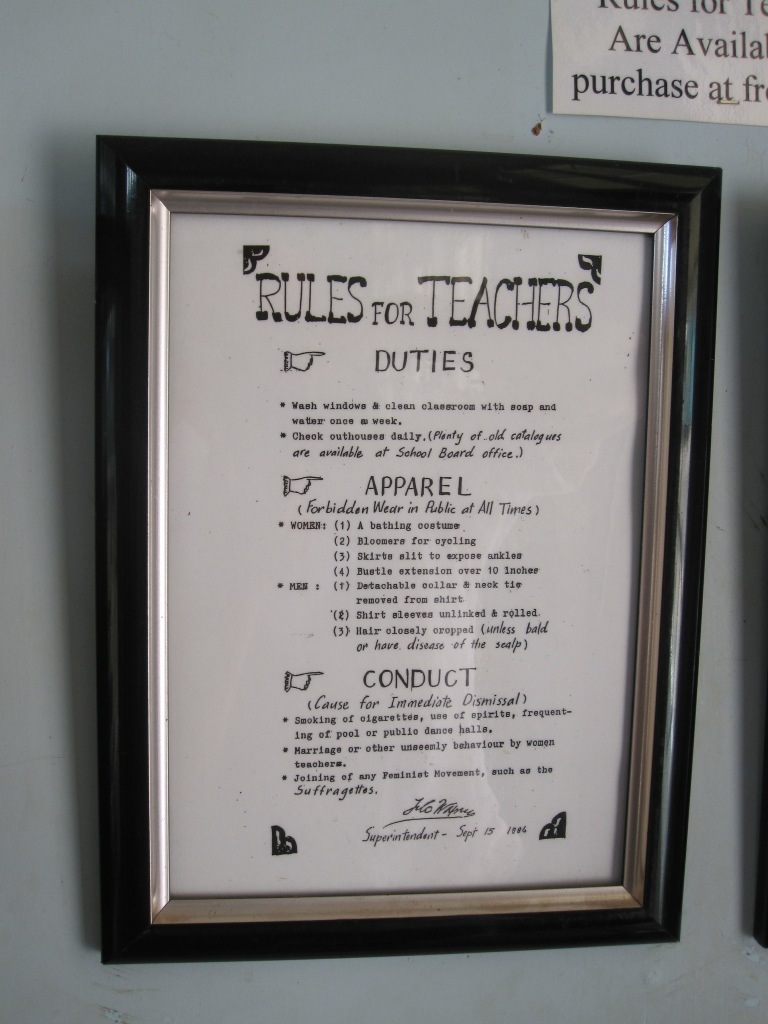 Rules for Te
Are Availa
purchase at fr
RULES FOR TEACHERS
DUTIES
* Wash windows & clean classroom with soap and
water once a week.
* Check outhouses daily. (Plenty of old catalogues
are available at School Board office.)
APPAREL
(Forbidden Wear in Public at All Times)
* WOMEN: (1) A bathing costume
(2) Bloomers for cycling
(3) Skirts slit to expose ankles
(4) Bustle extension over 10 inches
* MEN : (1) Detachable collar & neck tie
removed from shirt
(2) Shirt sleeves unlinked & rolled.
(3) Hair closely cropped (unless bald
or have disease of the scalp)
CONDUCT
(Cause for Immediate Dismissal)
* Smoking of cigarettes, use of spirits, frequent-
ing of pool or public dance halls.
* Marriage or other unseemly behaviour by women
teachers.
* Joining of any Feminist Movement, such as the
Suffragettes.
Superintendent - Sept 15 1886